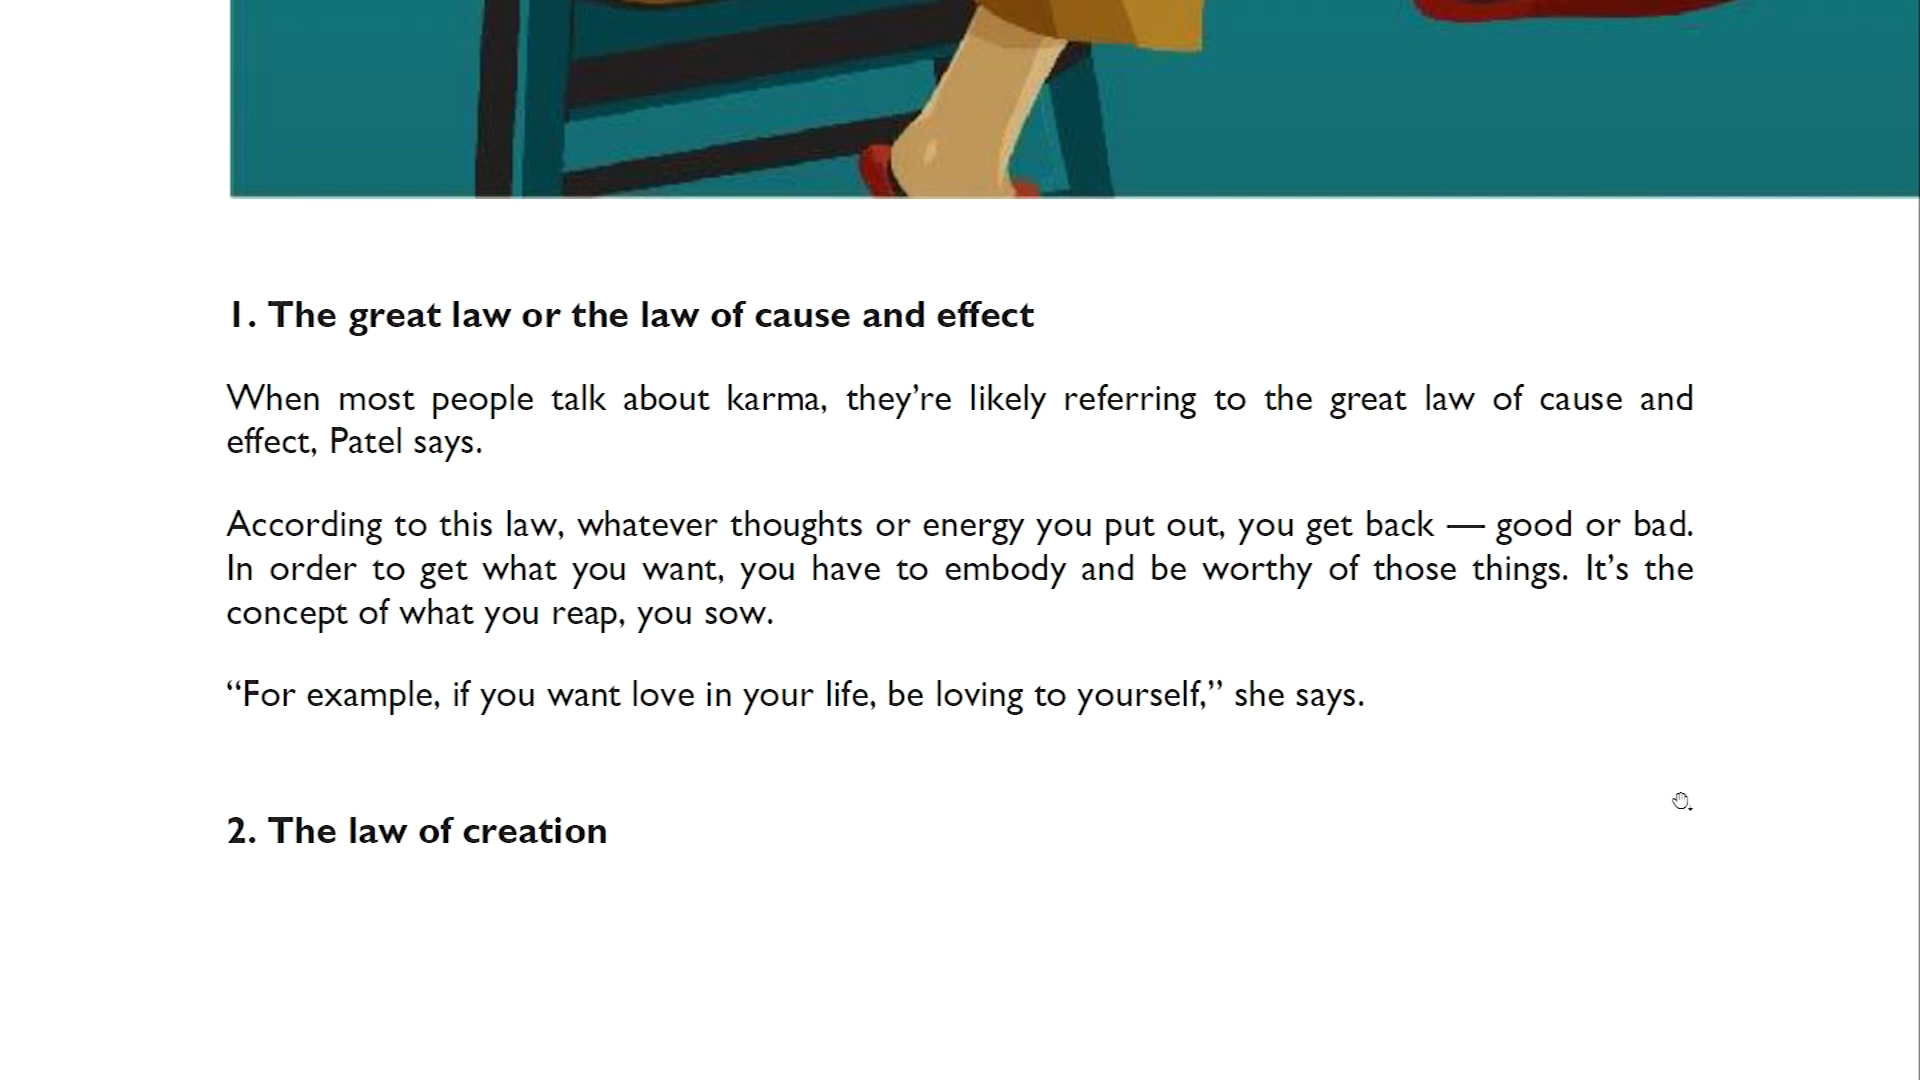 1. The great law or the law of cause and effect
When most people talk about karma, they’re likely referring to the great law of cause and
effect, Patel says.
According to this law, whatever thoughts or energy you put out, you get back — good or bad.
In order to get what you want, you have to embody and be worthy of those things. It’s the
concept of what you reap, you sow.
“For example, if you want love in your life, be loving to yourself,” she says.
2. The law of creation